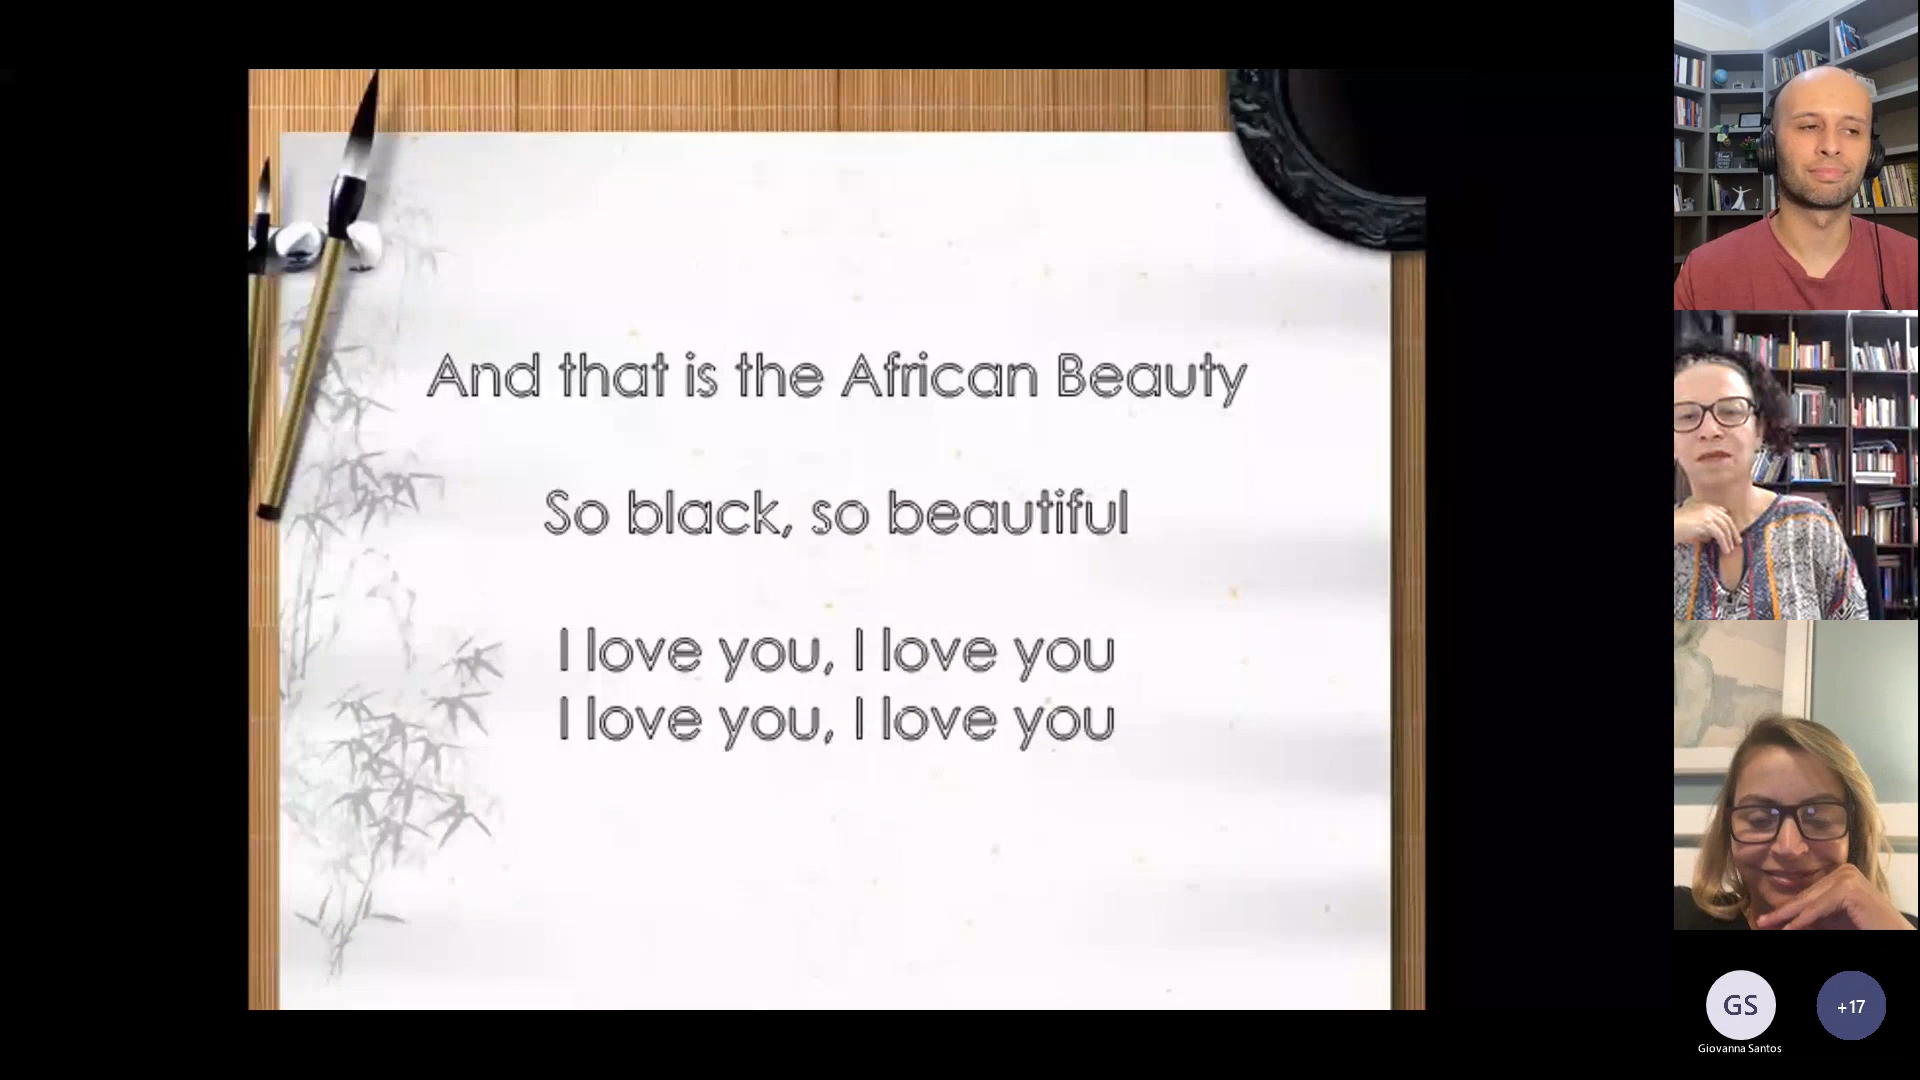 And that is the African Beauty
So black, so beautiful
I love you, I love you
I love you, I love you
GS
+17
Giovanna Santos